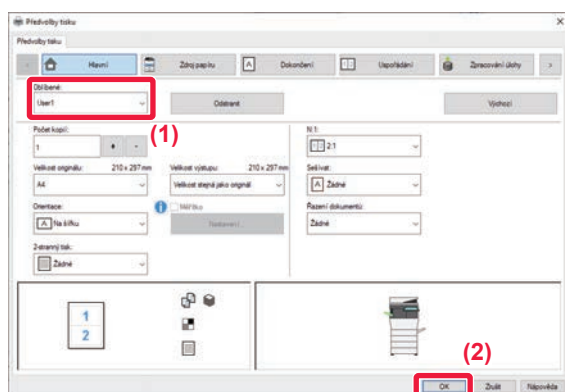 Předvolby tisku
Předvolby tisku
Hlavní
Zdroj papíru
Dokončení
Uspořádání
Zpracování úlohy
Oblíbené:
User1
Odstranit
Výchozí
(1)
Počet kopií:
1
+ -
Velikost originálu: 210 x 297 mm
A4
Velikost výstupu: 210 x 297 mm
Velikost stejná jako originál
Orientace:
Na šířku
Měřítko
Nastavení...
2-stranný tisk:
Žádné
N:1:
2:1
Sešívat:
Žádné
Řazení dokumentů:
Žádné
1
2
(2)
OK
Zrušit
Nápověda